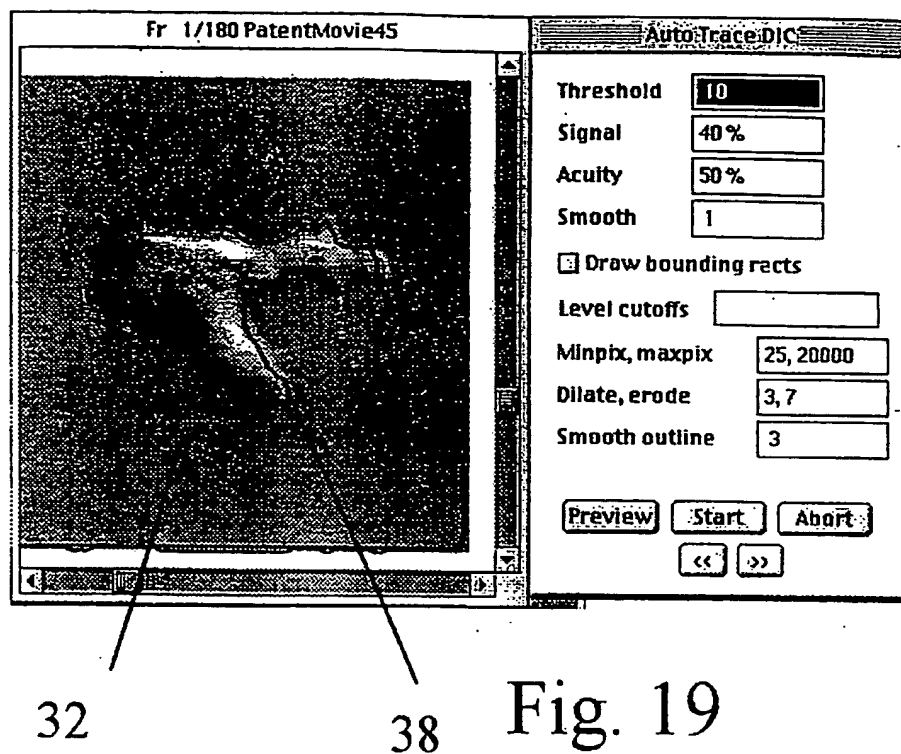 Fr 1/180 PatentMovie45
Auto Trace DIC
Threshold 10
Signal 40%
Acuity 50%
Smooth 1
Draw bounding rects
Level cutoffs
Minpix, maxpix 25, 20000
Dilate, erode 3, 7
Smooth outline 3
Preview Start Abort
<< >>
32 38 Fig. 19